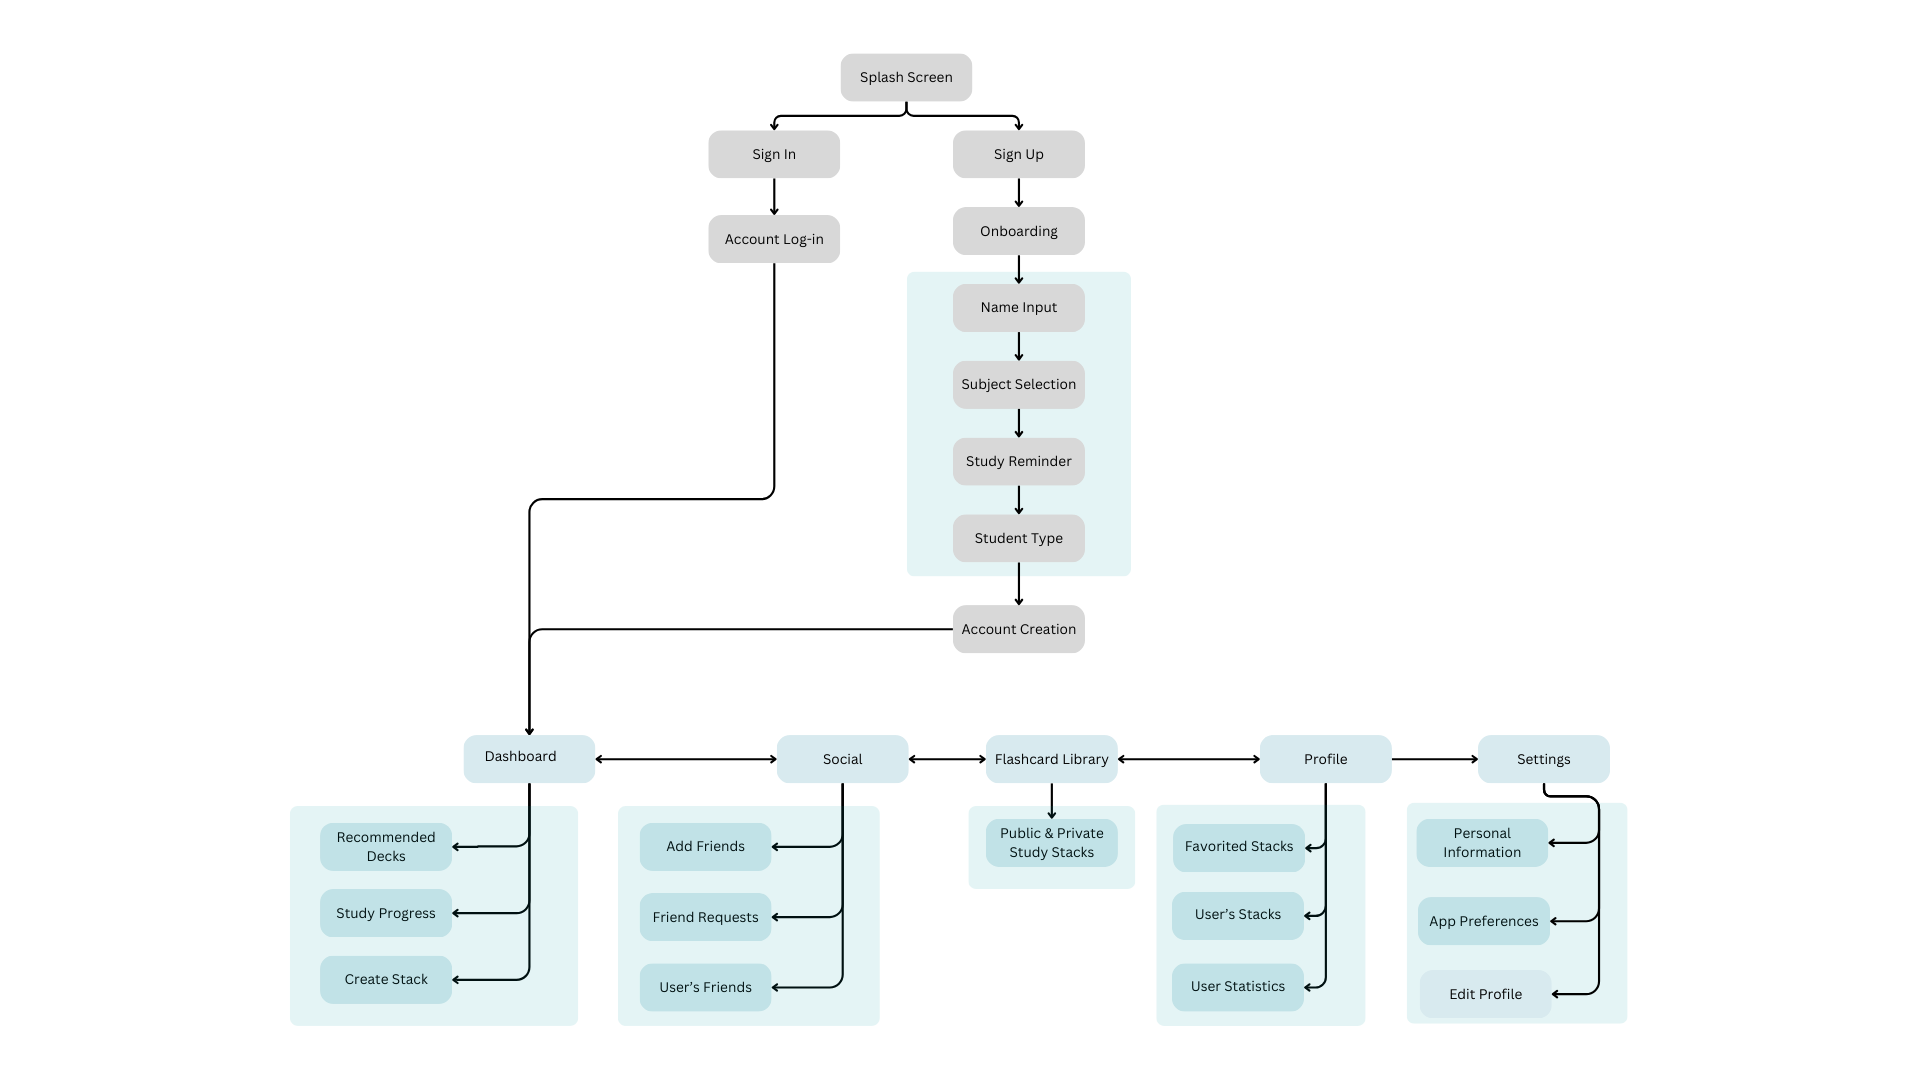 Splash Screen
Sign In
Sign Up
Account Log-in
Onboarding
Name Input
Subject Selection
Study Reminder
Student Type
Account Creation
Dashboard
Social
Flashcard Library
Profile
Settings
Recommended
Decks
Study Progress
Create Stack
Add Friends
Friend Requests
User’s Friends
Public & Private
Study Stacks
Favorited Stacks
User’s Stacks
User Statistics
Personal
Information
App Preferences
Edit Profile